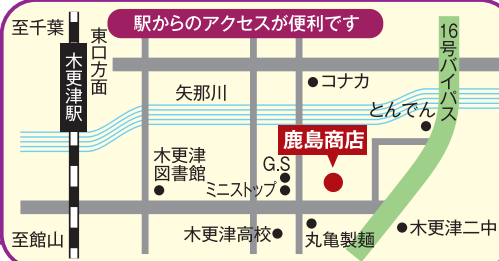 駅からのアクセスが便利です
至千葉
東口方面
木更津駅
16号バイパス
コナカ
矢那川
とんでん
鹿島商店
木更津
図書館
G.S
ミニストップ
至館山
木更津高校
丸亀製麺
木更津二中